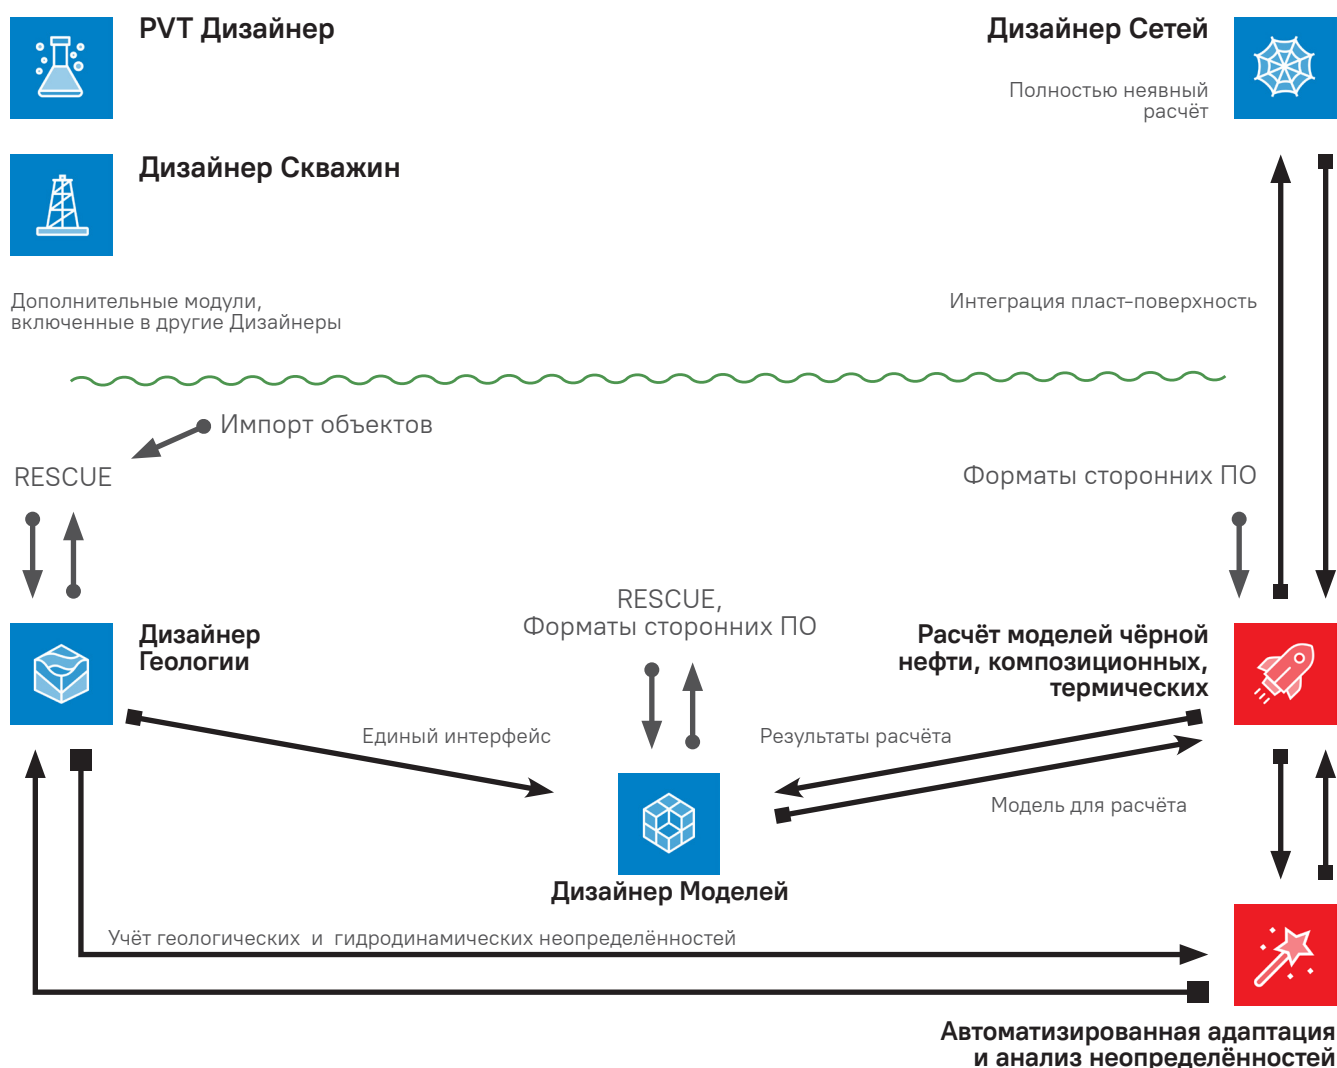 PVT Дизайнер
Дизайнер Сетей
Полностью неявный
расчёт
Дизайнер Скважин
Дополнительные модули,
включенные в другие Дизайнеры
Интеграция пласт-поверхность
Импорт объектов
RESCUE
Форматы сторонних ПО
RESCUE,
Форматы сторонних ПО
Дизайнер
Геологии
Расчёт моделей чёрной
нефти, композиционных,
термических
Единый интерфейс
Результаты расчёта
Модель для расчёта
Дизайнер Моделей
Учёт геологических и гидродинамических неопределённостей
Автоматизированная адаптация
и анализ неопределённостей